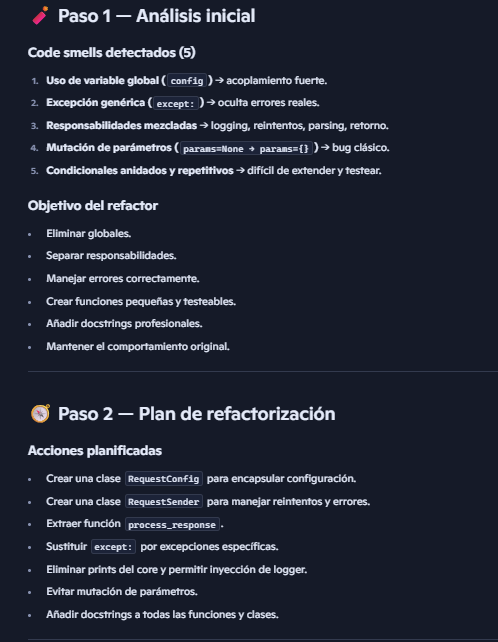 🧨 Paso 1 — Análisis inicial
Code smells detectados (5)
1. Uso de variable global (config) → acoplamiento fuerte.
2. Excepción genérica (except:) → oculta errores reales.
3. Responsabilidades mezcladas → logging, reintentos, parsing, retorno.
4. Mutación de parámetros (params=None → params={}) → bug clásico.
5. Condicionales anidados y repetitivos → difícil de extender y testear.
Objetivo del refactor
• Eliminar globales.
• Separar responsabilidades.
• Manejar errores correctamente.
• Crear funciones pequeñas y testeables.
• Añadir docstrings profesionales.
• Mantener el comportamiento original.
🧭 Paso 2 — Plan de refactorización
Acciones planificadas
• Crear una clase RequestConfig para encapsular configuración.
• Crear una clase RequestSender para manejar reintentos y errores.
• Extraer función process_response.
• Sustituir except: por excepciones específicas.
• Eliminar prints del core y permitir inyección de logger.
• Evitar mutación de parámetros.
• Añadir docstrings a todas las funciones y clases.